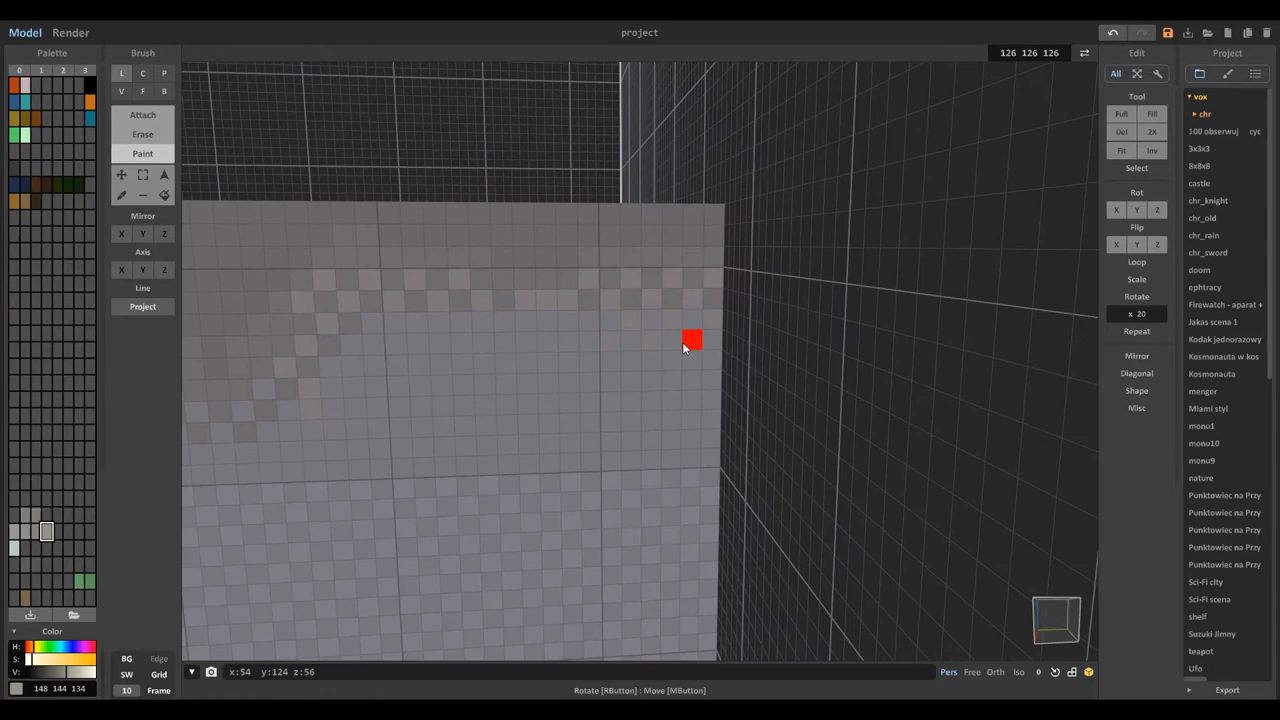 Model Render
project
Palette
0 1 2 3
Color
H:
S:
V:
148 144 134
Brush
L C P
V F B
Attach
Erase
Paint
Mirror
X Y Z
Axis
X Y Z
Line
Project
BG Edge
SW Grid
10 Frame
126 126 126
x:54 y:124 z:56
Pers Free Orth Iso 0
Rotate [RButton] : Move [MButton]
Edit
All
Tool
Full Fill
Del 2X
Fit Inv
Select
Rot
X Y Z
Flip
X Y Z
Loop
Scale
Rotate
x 20
Repeat
Mirror
Diagonal
Shape
Misc
Project
vox
chr
100 obserwuj cyc
3x3x3
8x8x8
castle
chr_knight
chr_old
chr_rain
chr_sword
doom
ephtracy
Firewatch - aparat +
Jakas scena 1
Kodak jednorazowy
Kosmonauta w kos
Kosmonauta
menger
Miami styl
monu1
monu10
monu9
nature
Punktowiec na Przy
Punktowiec na Przy
Punktowiec na Przy
Punktowiec na Przy
Punktowiec na Przy
Sci-Fi city
Sci-Fi scena
shelf
Suzuki Jimny
teapot
Ufo
Export